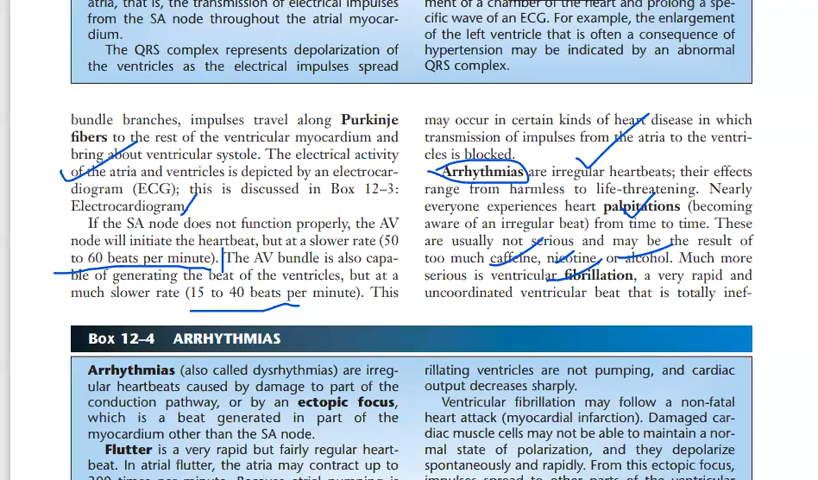 atria, that is, the transmission of electrical impulses
from the SA node throughout the atrial myocar-
dium.
The QRS complex represents depolarization of
the ventricles as the electrical impulses spread
ment of a chamber of the heart and prolong a spe-
cific wave of an ECG. For example, the enlargement
of the left ventricle that is often a consequence of
hypertension may be indicated by an abnormal
QRS complex.
bundle branches, impulses travel along Purkinje
fibers to the rest of the ventricular myocardium and
bring about ventricular systole. The electrical activity
of the atria and ventricles is depicted by an electrocar-
diogram (ECG); this is discussed in Box 12–3:
Electrocardiogram.
If the SA node does not function properly, the AV
node will initiate the heartbeat, but at a slower rate (50
to 60 beats per minute). The AV bundle is also capa-
ble of generating the beat of the ventricles, but at a
much slower rate (15 to 40 beats per minute). This
may occur in certain kinds of heart disease in which
transmission of impulses from the atria to the ventri-
cles is blocked.
Arrhythmias are irregular heartbeats; their effects
range from harmless to life-threatening. Nearly
everyone experiences heart palpitations (becoming
aware of an irregular beat) from time to time. These
are usually not serious and may be the result of
too much caffeine, nicotine, or alcohol. Much more
serious is ventricular fibrillation, a very rapid and
uncoordinated ventricular beat that is totally inef-
Box 12–4 ARRHYTHMIAS
Arrhythmias (also called dysrhythmias) are irreg-
ular heartbeats caused by damage to part of the
conduction pathway, or by an ectopic focus,
which is a beat generated in part of the
myocardium other than the SA node.
Flutter is a very rapid but fairly regular heart-
beat. In atrial flutter, the atria may contract up to
300 times per minute. Because atrial pumping is
rillating ventricles are not pumping, and cardiac
output decreases sharply.
Ventricular fibrillation may follow a non-fatal
heart attack (myocardial infarction). Damaged car-
diac muscle cells may not be able to maintain a nor-
mal state of polarization, and they depolarize
spontaneously and rapidly. From this ectopic focus,
impulses spread to other parts of the ventricular